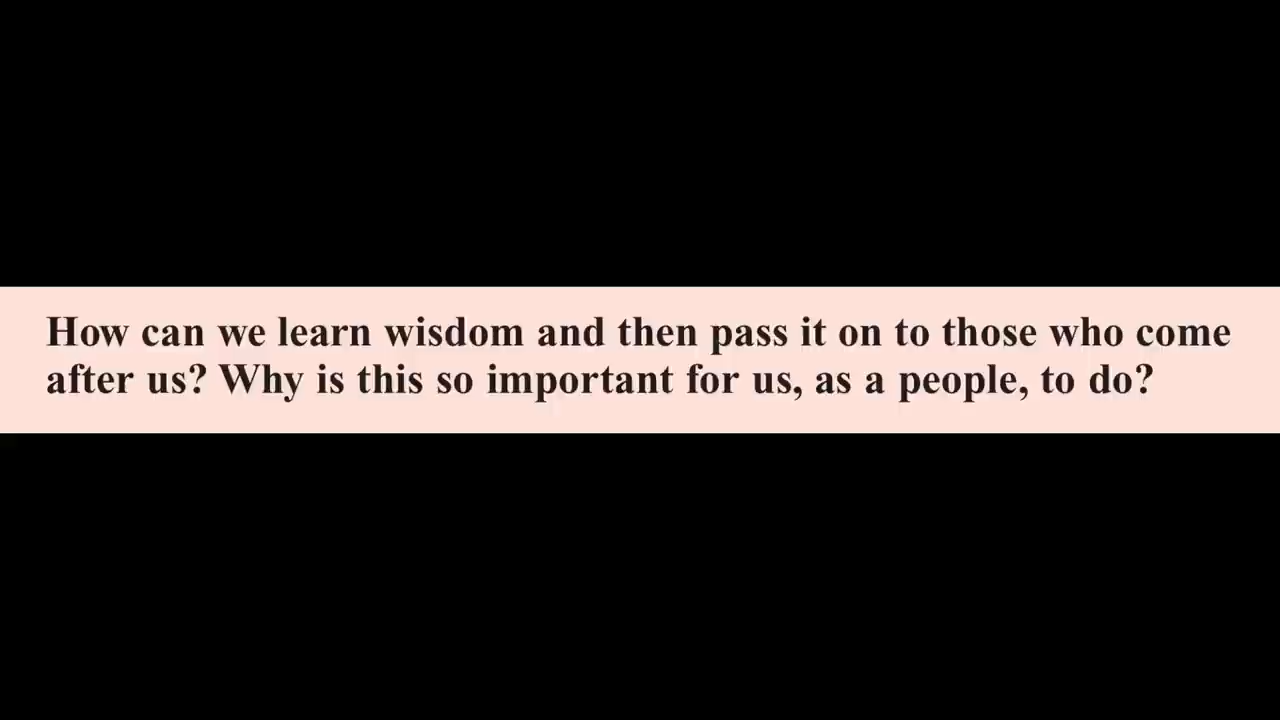 How can we learn wisdom and then pass it on to those who come
after us? Why is this so important for us, as a people, to do?